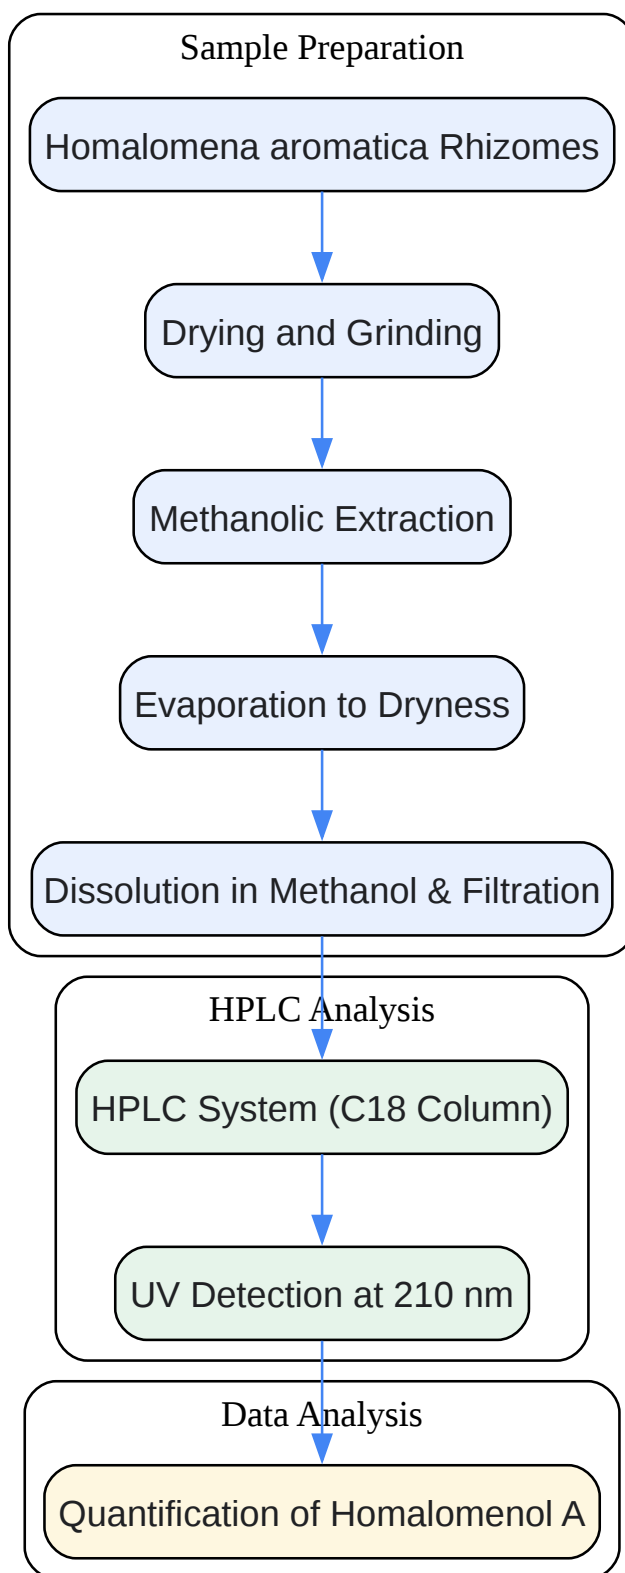 Sample Preparation
Homalomena aromatica Rhizomes
Drying and Grinding
Methanolic Extraction
Evaporation to Dryness
Dissolution in Methanol & Filtration
HPLC Analysis
HPLC System (C18 Column)
UV Detection at 210 nm
Data Analysis
Quantification of Homalomenol A